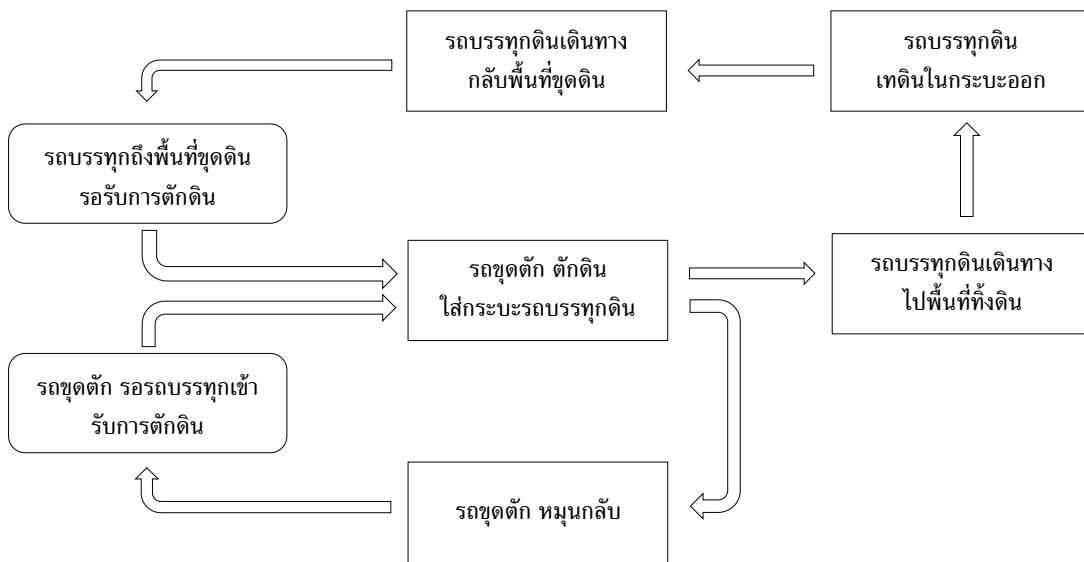 รถบรรทุกดินเดินทาง
กลับพื้นที่ขุดดิน
รถบรรทุกดิน
เทดินในกระบะออก
รถบรรทุกถึงพื้นที่ขุดดิน
รอรับการตักดิน
รถขุดตัก ตักดิน
ใส่กระบะรถบรรทุกดิน
รถบรรทุกดินเดินทาง
ไปพื้นที่ทิ้งดิน
รถขุดตัก รอรถบรรทุกเข้า
รับการตักดิน
รถขุดตัก หมุนกลับ